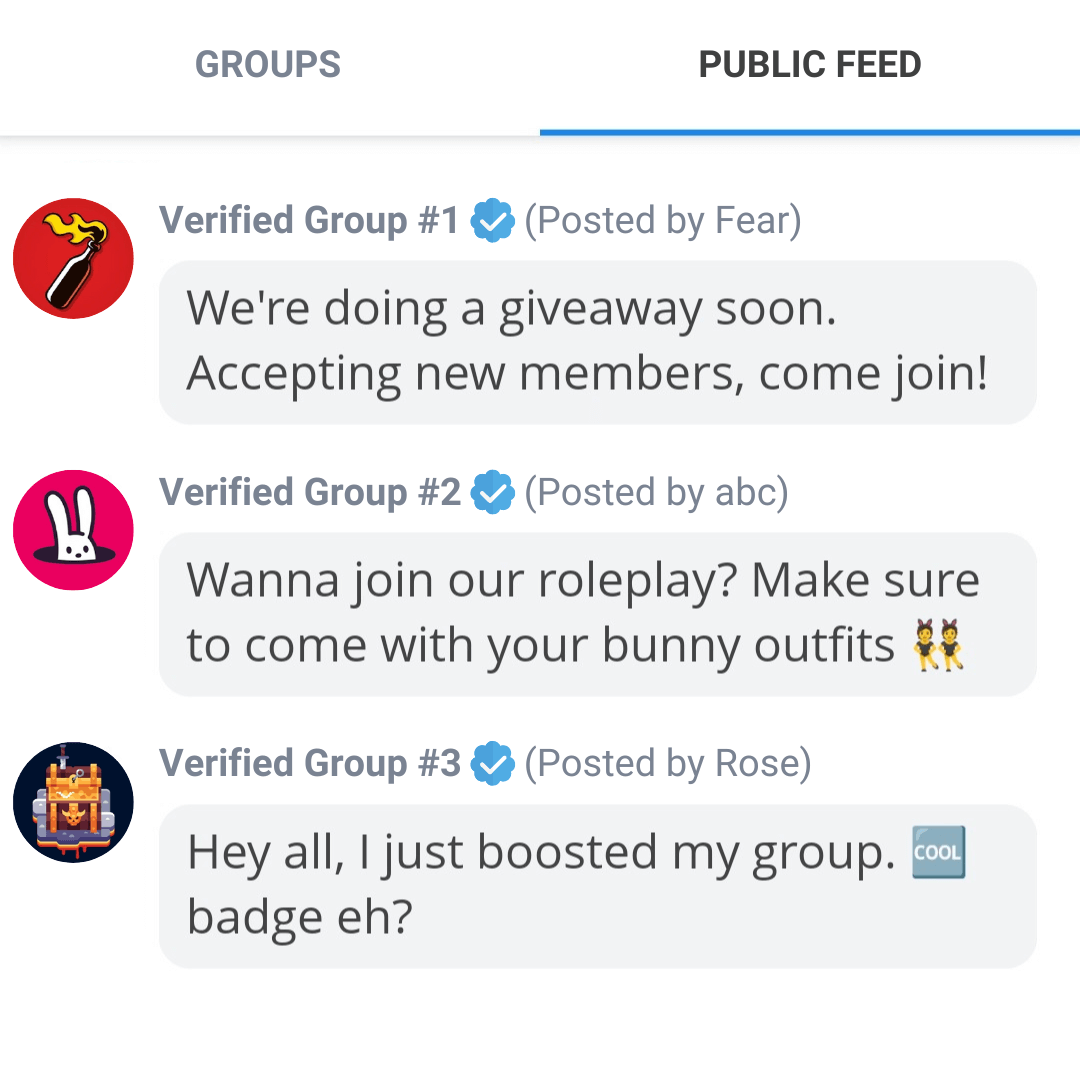 GROUPS PUBLIC FEED
Verified Group #1 (Posted by Fear)
We're doing a giveaway soon.
Accepting new members, come join!
Verified Group #2 (Posted by abc)
Wanna join our roleplay? Make sure
to come with your bunny outfits 👯
Verified Group #3 (Posted by Rose)
Hey all, I just boosted my group. 🆒
badge eh?